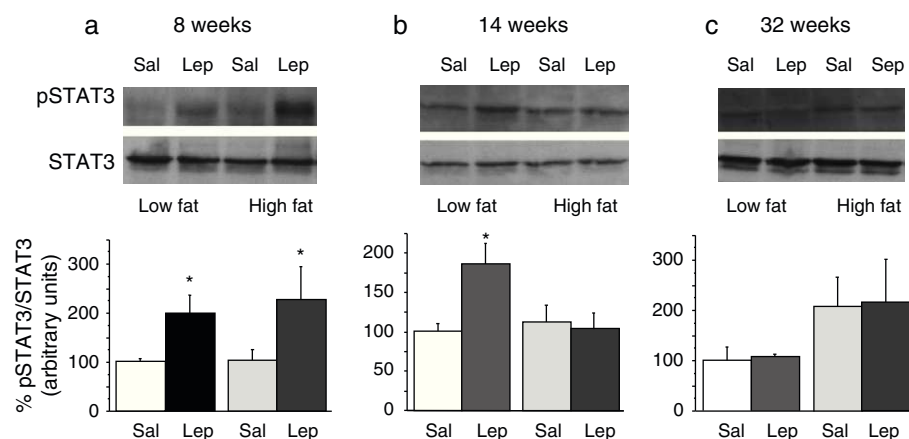 a 8 weeks b 14 weeks c 32 weeks
Sal Lep Sal Lep Sal Lep Sal Lep Sal Lep Sal Sep
pSTAT3
STAT3
Low fat High fat Low fat High fat Low fat High fat
% pSTAT3/STAT3
(arbitrary units)
300
200
100
0
* *
Sal Lep Sal Lep
200
150
100
50
0
*
Sal Lep Sal Lep
300
200
100
0
Sal Lep Sal Lep